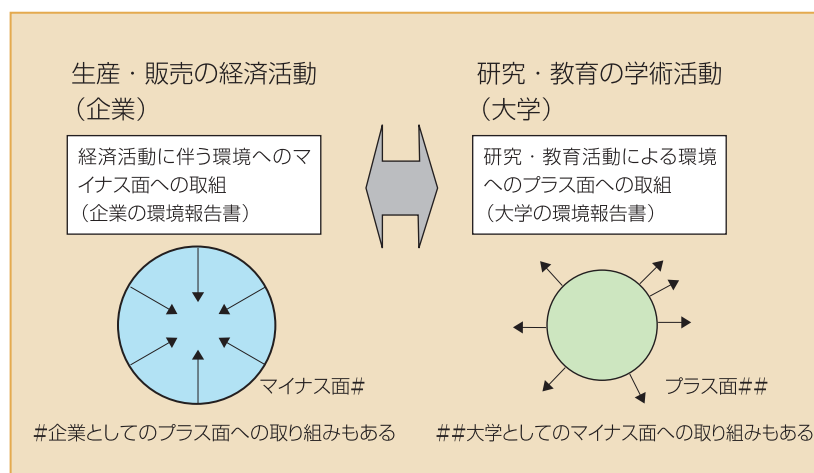 生産・販売の経済活動
(企業)
経済活動に伴う環境へのマ
イナス面への取組
(企業の環境報告書)
マイナス面#
#企業としてのプラス面への取り組みもある
研究・教育の学術活動
(大学)
研究・教育活動による環境
へのプラス面への取組
(大学の環境報告書)
プラス面##
##大学としてのマイナス面への取り組みもある